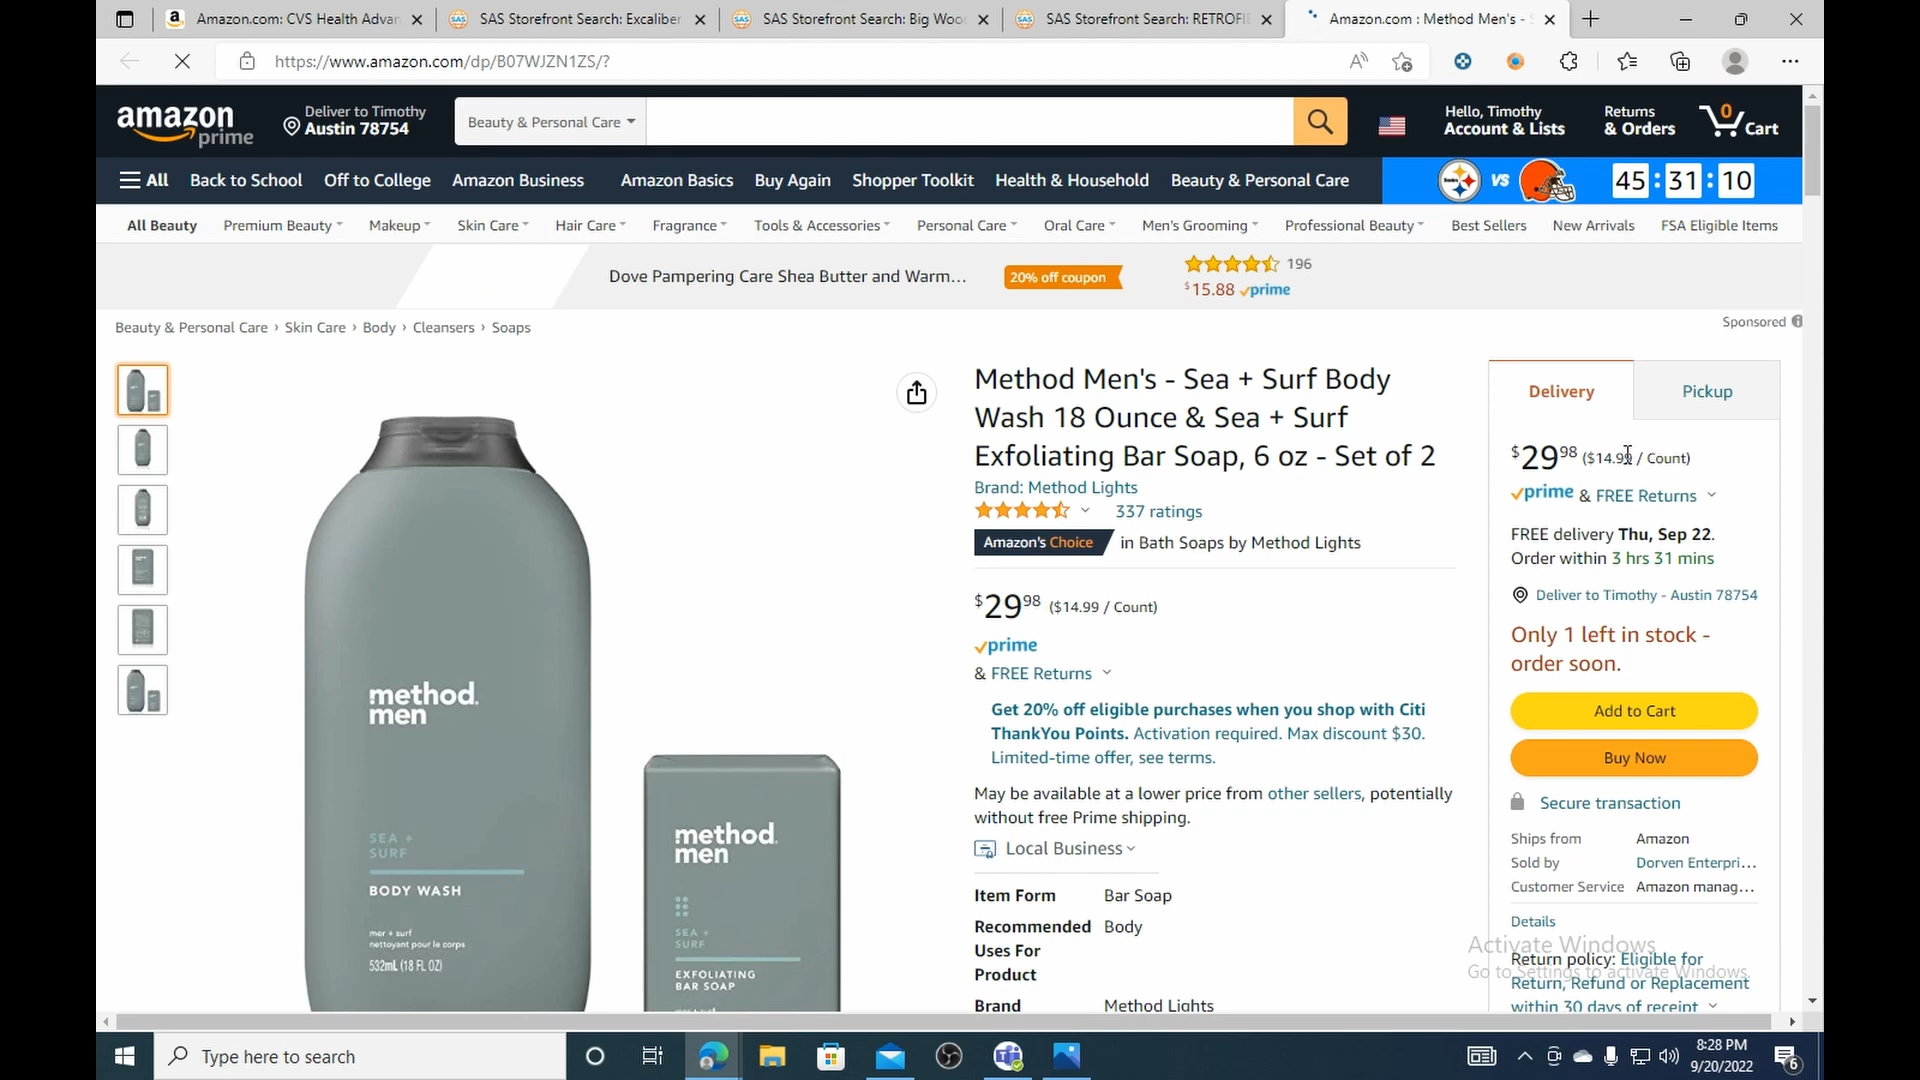 Amazon.com: CVS Health Advan
SAS Storefront Search: Excaliber
SAS Storefront Search: Big Wood
SAS Storefront Search: RETROFI
Amazon.com : Method Men's - S
https://www.amazon.com/dp/B07WJZN1ZS/?
amazon prime
Deliver to Timothy
Austin 78754
Beauty & Personal Care
Hello, Timothy
Account & Lists
Returns
& Orders
0
Cart
All
Back to School
Off to College
Amazon Business
Amazon Basics
Buy Again
Shopper Toolkit
Health & Household
Beauty & Personal Care
VS
45 : 31 : 10
All Beauty
Premium Beauty
Makeup
Skin Care
Hair Care
Fragrance
Tools & Accessories
Personal Care
Oral Care
Men's Grooming
Professional Beauty
Best Sellers
New Arrivals
FSA Eligible Items
Dove Pampering Care Shea Butter and Warm...
20% off coupon
196
$15.88 prime
Sponsored
Beauty & Personal Care › Skin Care › Body › Cleansers › Soaps
method.
men
SEA +
SURF
BODY WASH
mer + surf
nettoyant pour le corps
532mL (18 FL OZ)
method.
men
SEA +
SURF
EXFOLIATING
BAR SOAP
Method Men's - Sea + Surf Body
Wash 18 Ounce & Sea + Surf
Exfoliating Bar Soap, 6 oz - Set of 2
Brand: Method Lights
337 ratings
Amazon's Choice in Bath Soaps by Method Lights
$29 98 ($14.99 / Count)
prime
& FREE Returns
Get 20% off eligible purchases when you shop with Citi
ThankYou Points. Activation required. Max discount $30.
Limited-time offer, see terms.
May be available at a lower price from other sellers, potentially
without free Prime shipping.
Local Business
Item Form Bar Soap
Recommended Body
Uses For
Product
Brand Method Lights
Delivery
Pickup
$29 98 ($14.99 / Count)
prime & FREE Returns
FREE delivery Thu, Sep 22.
Order within 3 hrs 31 mins
Deliver to Timothy - Austin 78754
Only 1 left in stock -
order soon.
Add to Cart
Buy Now
Secure transaction
Ships from Amazon
Sold by Dorven Enterpri...
Customer Service Amazon manag...
Details
Activate Windows
Return policy: Eligible for
Go to Settings to activate Windows.
Return, Refund or Replacement
within 30 days of receipt
Type here to search
8:28 PM
9/20/2022
6